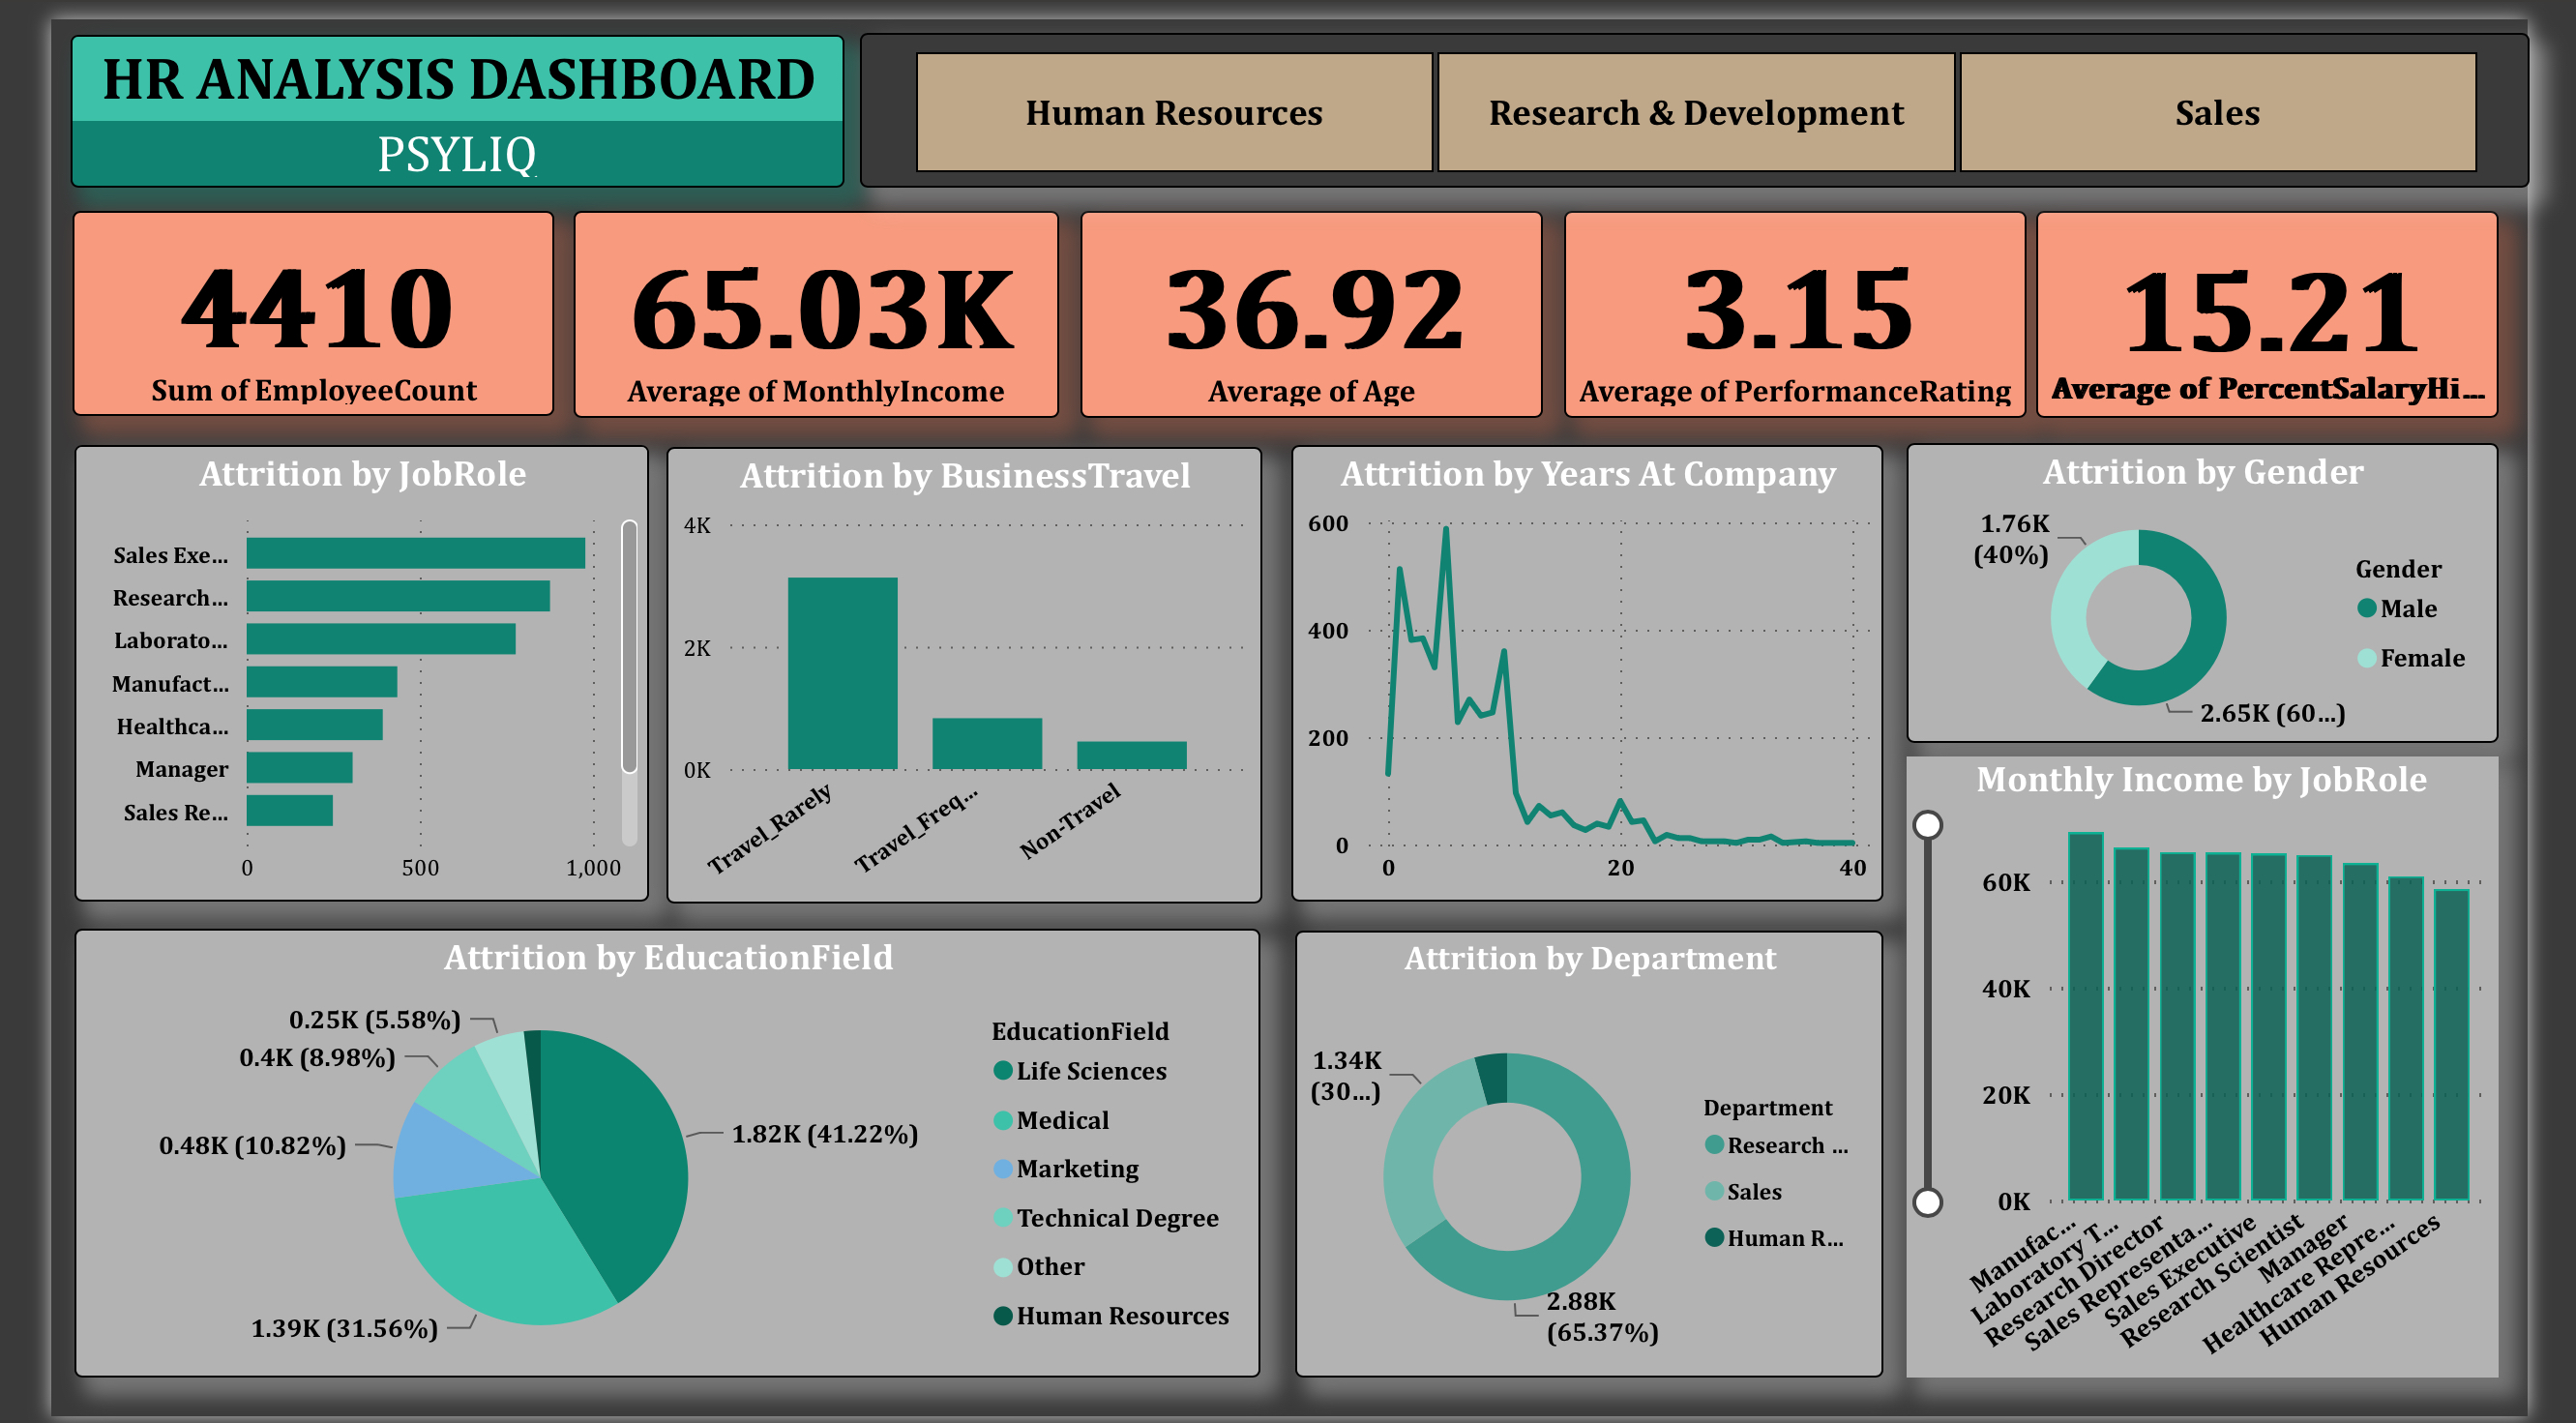 HR ANALYSIS DASHBOARD
PSYLIQ
Human Resources
Research & Development
Sales
4410
Sum of EmployeeCount
65.03K
Average of MonthlyIncome
36.92
Average of Age
3.15
Average of PerformanceRating
15.21
Average of PercentSalaryHi...
Attrition by JobRole
Sales Exe...
Research...
Laborato...
Manufact...
Healthca...
Manager
Sales Re...
0 500 1,000
Attrition by BusinessTravel
4K
2K
0K
Travel_Rarely
Travel_Freq...
Non-Travel
Attrition by Years At Company
600
400
200
0
0 20 40
Attrition by Gender
1.76K
(40%)
2.65K (60...)
Gender
Male
Female
Monthly Income by JobRole
60K
40K
20K
0K
Manufac...
Laboratory T...
Research Director
Sales Representa...
Sales Executive
Research Scientist
Manager
Healthcare Repre...
Human Resources
Attrition by EducationField
0.25K (5.58%)
0.4K (8.98%)
0.48K (10.82%)
1.39K (31.56%)
1.82K (41.22%)
EducationField
Life Sciences
Medical
Marketing
Technical Degree
Other
Human Resources
Attrition by Department
1.34K
(30...)
2.88K
(65.37%)
Department
Research ...
Sales
Human R...